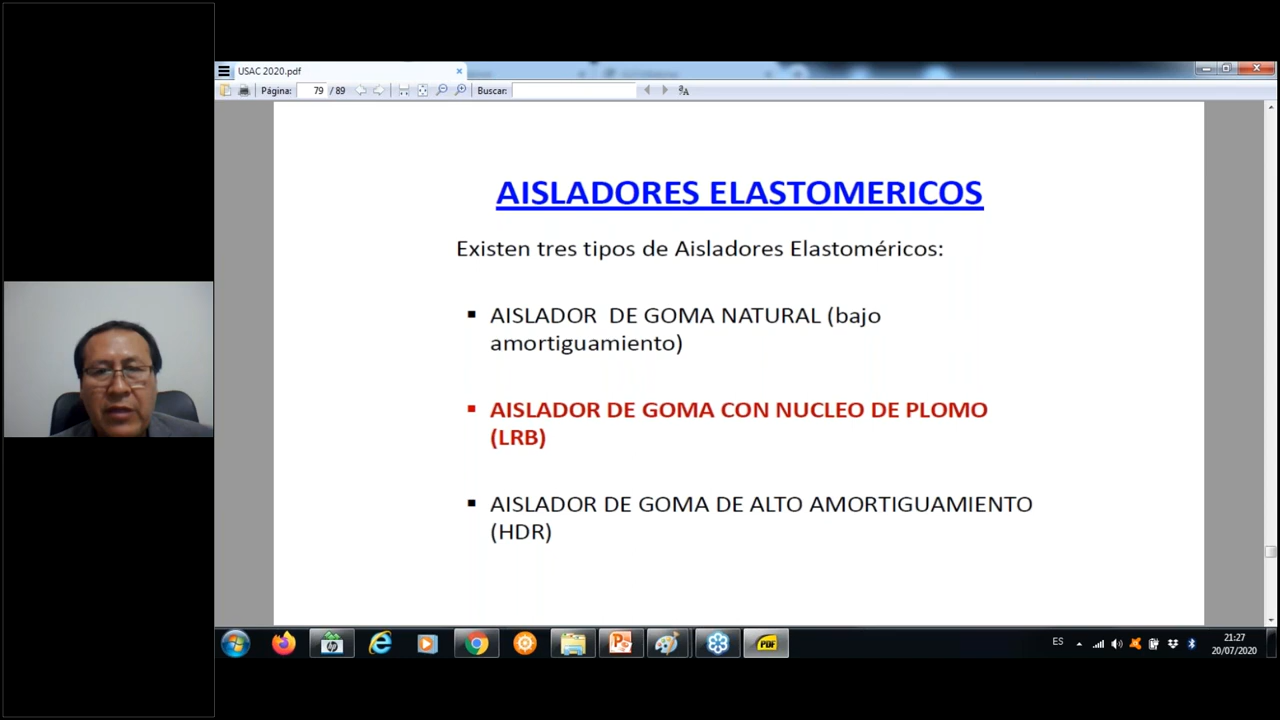 USAC 2020.pdf
Página: 79 / 89 Buscar:
AISLADORES ELASTOMERICOS
Existen tres tipos de Aisladores Elastoméricos:
▪ AISLADOR DE GOMA NATURAL (bajo
amortiguamiento)
▪ AISLADOR DE GOMA CON NUCLEO DE PLOMO
(LRB)
▪ AISLADOR DE GOMA DE ALTO AMORTIGUAMIENTO
(HDR)
ES
21:27
20/07/2020
PDF